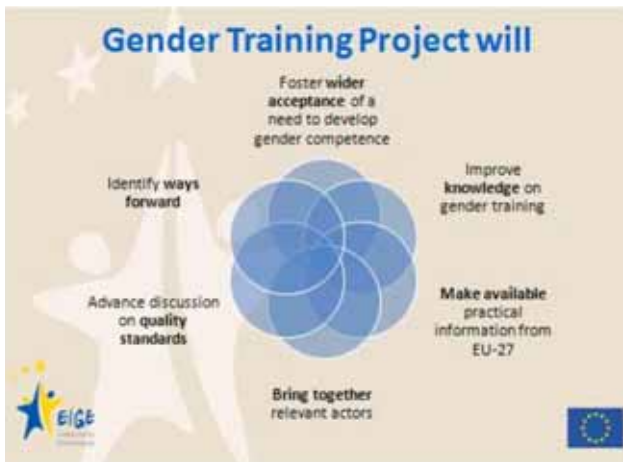 Gender Training Project will
Foster wider
acceptance of a
need to develop
gender competence
Improve
knowledge on
gender training
Make available
practical
information from
EU-27
Bring together
relevant actors
Advance discussion
on quality
standards
Identify ways
forward
EIGE